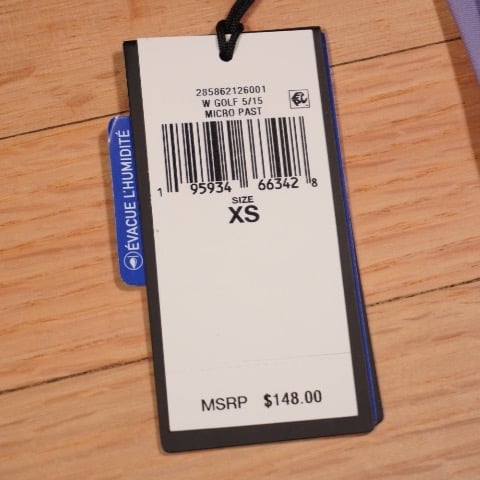 285862126001
W GOLF 5/15
MICRO PAST
1 95934 66342 8
SIZE
XS
MSRP $148.00
ÉVACUE L'HUMIDITÉ